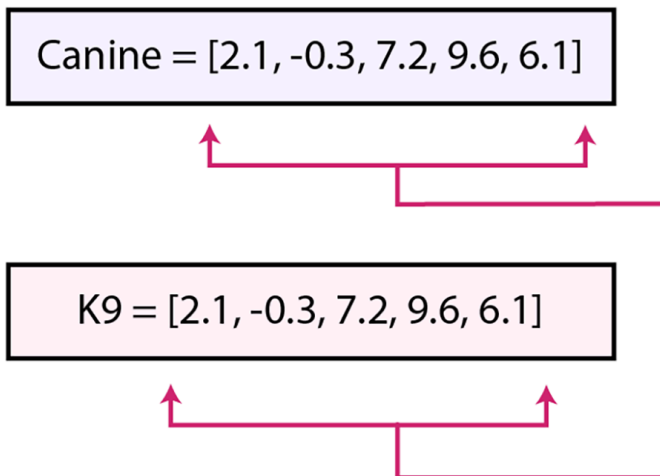 Canine = [2.1, -0.3, 7.2, 9.6, 6.1]
K9 = [2.1, -0.3, 7.2, 9.6, 6.1]